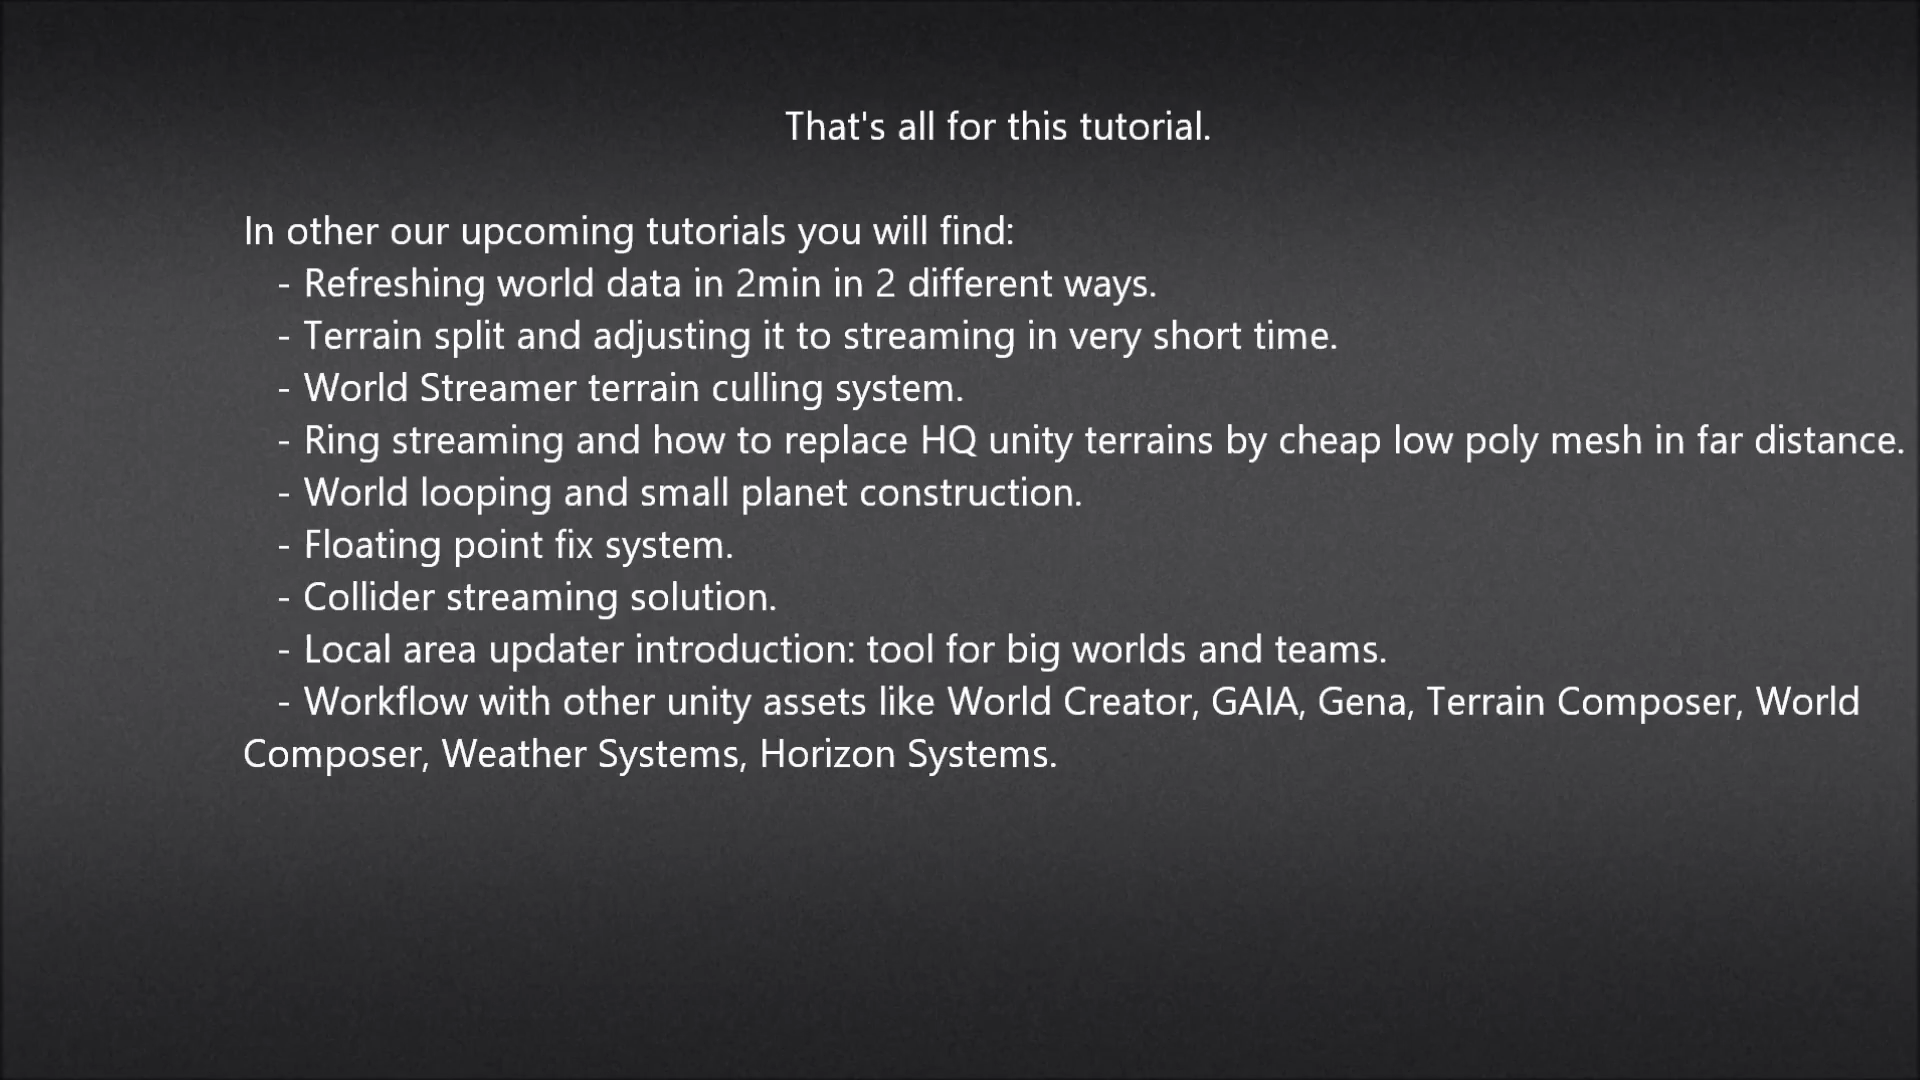 That's all for this tutorial.
In other our upcoming tutorials you will find:
- Refreshing world data in 2min in 2 different ways.
- Terrain split and adjusting it to streaming in very short time.
- World Streamer terrain culling system.
- Ring streaming and how to replace HQ unity terrains by cheap low poly mesh in far distance.
- World looping and small planet construction.
- Floating point fix system.
- Collider streaming solution.
- Local area updater introduction: tool for big worlds and teams.
- Workflow with other unity assets like World Creator, GAIA, Gena, Terrain Composer, World
Composer, Weather Systems, Horizon Systems.